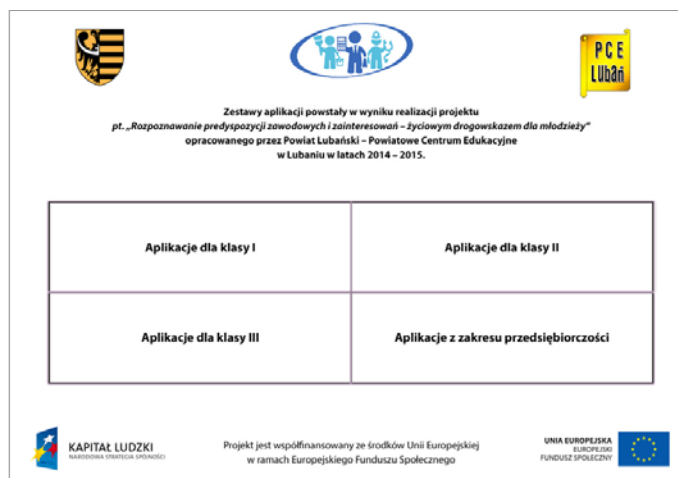 PCE
Lubań
Zestawy aplikacji powstały w wyniku realizacji projektu
pt. „Rozpoznawanie predyspozycji zawodowych i zainteresowań – życiowym drogowskazem dla młodzieży"
opracowanego przez Powiat Lubański – Powiatowe Centrum Edukacyjne
w Lubaniu w latach 2014 – 2015.
Aplikacje dla klasy I
Aplikacje dla klasy II
Aplikacje dla klasy III
Aplikacje z zakresu przedsiębiorczości
KAPITAŁ LUDZKI
NARODOWA STRATEGIA SPÓJNOŚCI
Projekt jest współfinansowany ze środków Unii Europejskiej
w ramach Europejskiego Funduszu Społecznego
UNIA EUROPEJSKA
EUROPEJSKI
FUNDUSZ SPOŁECZNY